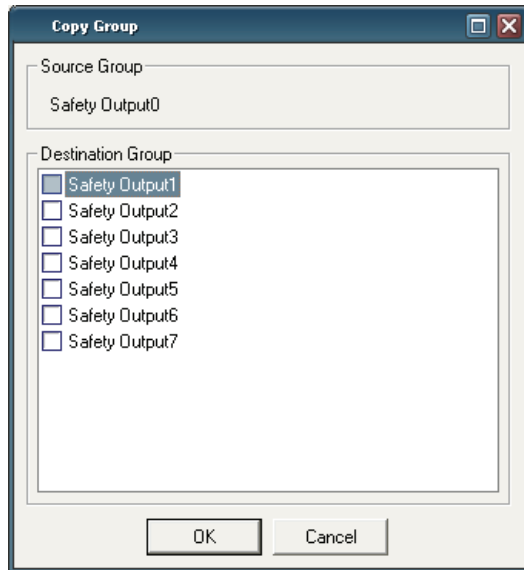 Copy Group
Source Group
Safety Output0
Destination Group
Safety Output1
Safety Output2
Safety Output3
Safety Output4
Safety Output5
Safety Output6
Safety Output7
OK Cancel